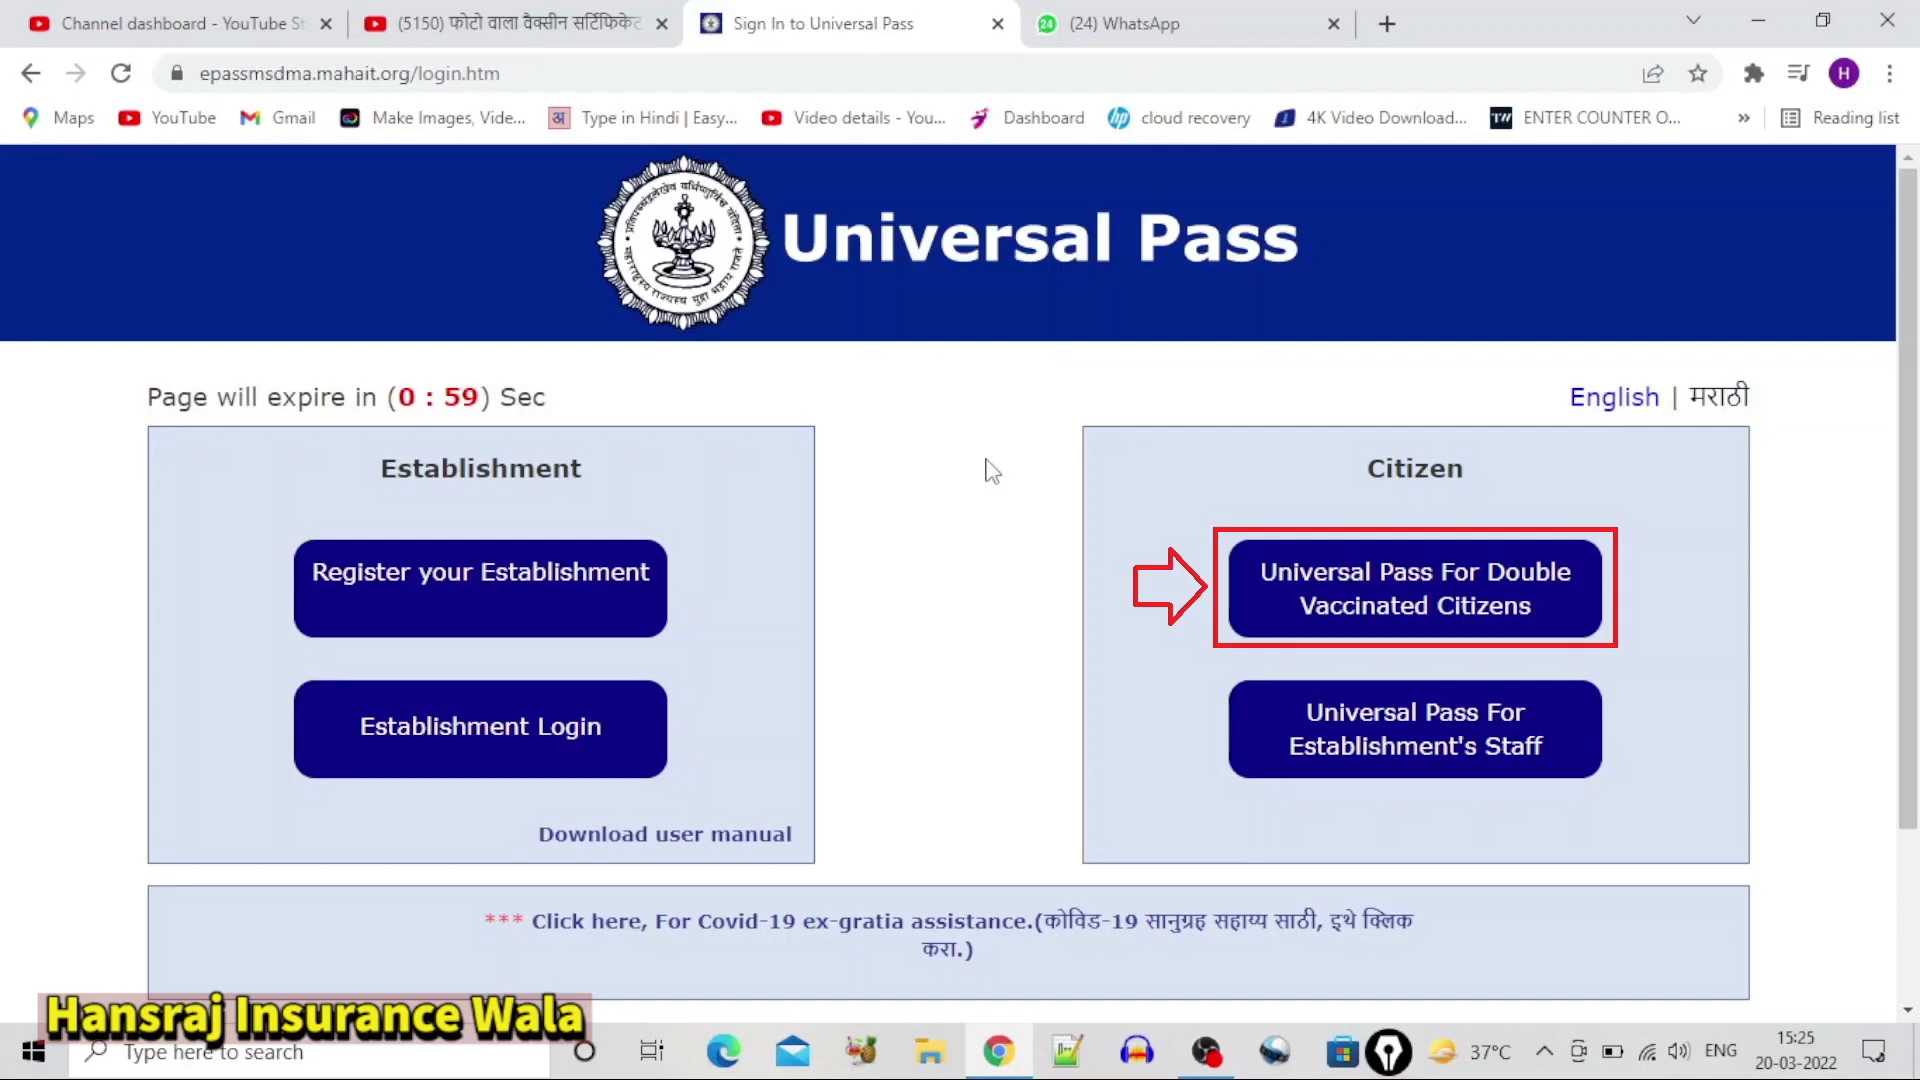 Channel dashboard - YouTube St
(5150) फोटो वाला वैक्सीन सर्टिफिकेट
Sign In to Universal Pass
(24) WhatsApp
epassmsdma.mahait.org/login.htm
H
Maps
YouTube
Gmail
Make Images, Vide...
अ Type in Hindi | Easy...
Video details - You...
Dashboard
cloud recovery
4K Video Download...
ENTER COUNTER O...
»
Reading list
Universal Pass
Page will expire in (0 : 59) Sec
English | मराठी
Establishment
Register your Establishment
Establishment Login
Download user manual
Citizen
Universal Pass For Double
Vaccinated Citizens
Universal Pass For
Establishment's Staff
*** Click here, For Covid-19 ex-gratia assistance.(कोविड-19 सानुग्रह सहाय्य साठी, इथे क्लिक
करा.)
Hansraj Insurance Wala
Type here to search
37°C
ENG
15:25
20-03-2022